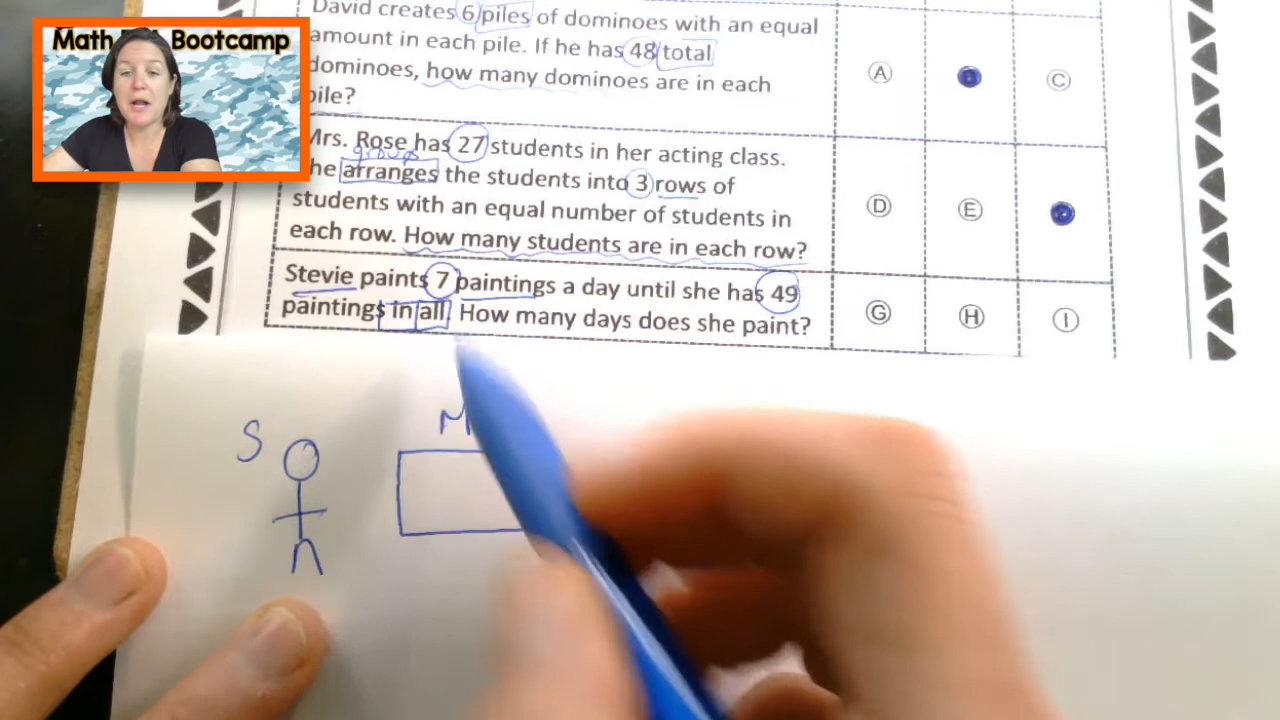 Math Bootcamp
David creates 6 piles of dominoes with an equal
amount in each pile. If he has 48 total
dominoes, how many dominoes are in each
pile?
A
C
Mrs. Rose has 27 students in her acting class.
groups
he arranges the students into 3 rows of
students with an equal number of students in
each row. How many students are in each row?
D E
Stevie paints 7 paintings a day until she has 49
paintings in all. How many days does she paint?
G H I
S
M